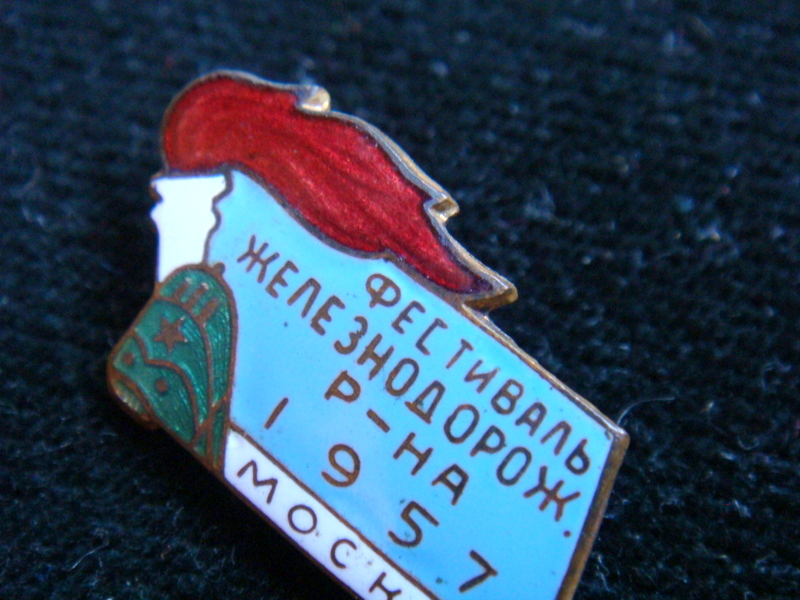 ФЕСТИВАЛЬ
ЖЕЛЕЗНОДОРОЖ.
Р-НА
1957
МОСК